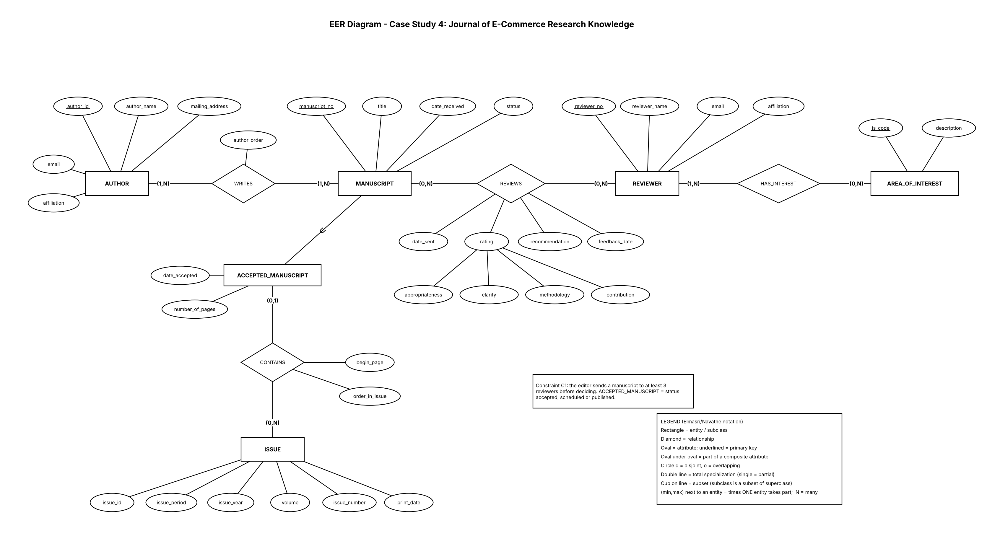 EER Diagram - Case Study 4: Journal of E-Commerce Research Knowledge
author_id
author_name
mailing_address
manuscript_no
title
date_received
status
reviewer_no
reviewer_name
email
affiliation
is_code
description
author_order
email
affiliation
AUTHOR
(1,N)
WRITES
(1,N)
MANUSCRIPT
(0,N)
REVIEWS
(0,N)
REVIEWER
(1,N)
HAS_INTEREST
(0,N)
AREA_OF_INTEREST
date_sent
rating
recommendation
feedback_date
date_accepted
ACCEPTED_MANUSCRIPT
number_of_pages
(0,1)
appropriateness
clarity
methodology
contribution
CONTAINS
begin_page
order_in_issue
(0,N)
ISSUE
issue_id
issue_period
issue_year
volume
issue_number
print_date
Constraint C1: the editor sends a manuscript to at least 3
reviewers before deciding. ACCEPTED_MANUSCRIPT = status
accepted, scheduled or published.
LEGEND (Elmasri/Navathe notation)
Rectangle = entity / subclass
Diamond = relationship
Oval = attribute; underlined = primary key
Oval under oval = part of a composite attribute
Circle d = disjoint, o = overlapping
Double line = total specialization (single = partial)
Cup on line = subset (subclass is a subset of superclass)
(min,max) next to an entity = times ONE entity takes part;  N = many